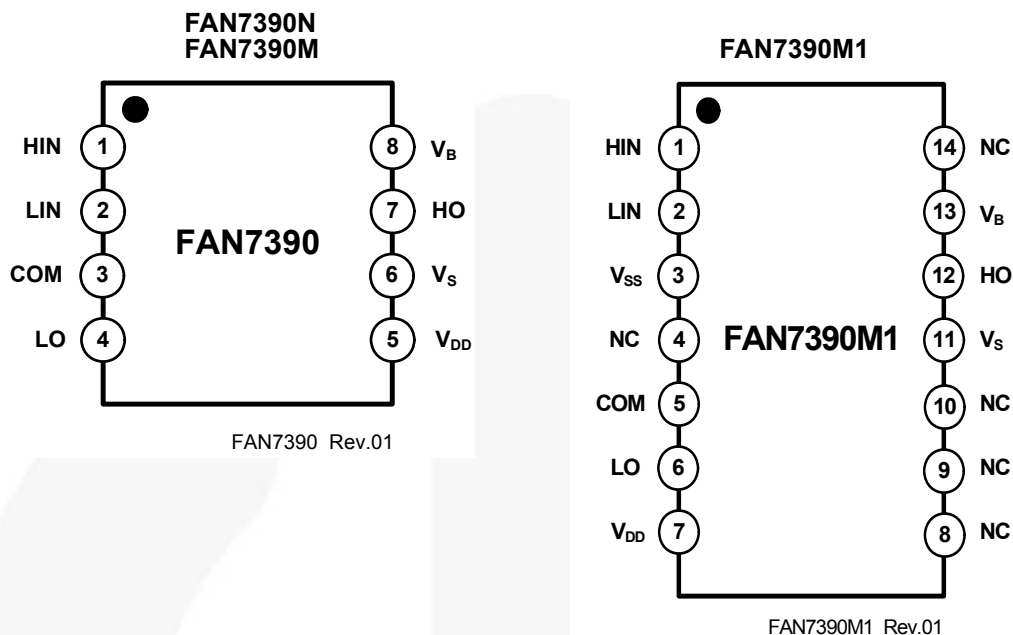 FAN7390N
FAN7390M
HIN 1 8 VB
LIN 2 7 HO
FAN7390
COM 3 6 VS
LO 4 5 VDD
FAN7390 Rev.01
FAN7390M1
HIN 1 14 NC
LIN 2 13 VB
VSS 3 12 HO
NC 4 FAN7390M1 11 VS
COM 5 10 NC
LO 6 9 NC
VDD 7 8 NC
FAN7390M1 Rev.01